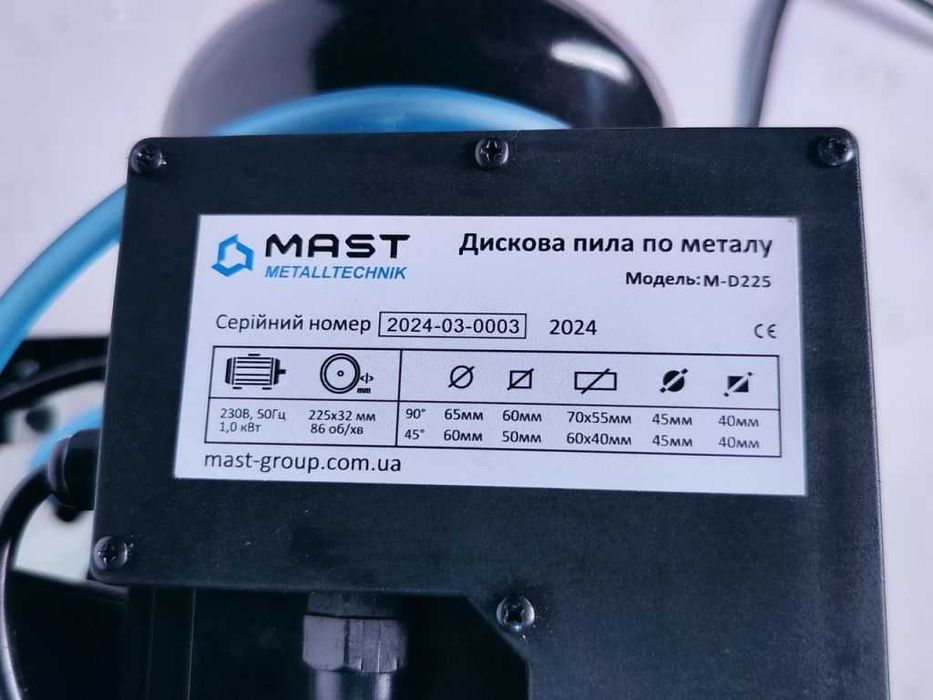 MAST
METALLTECHNIK
Дискова пила по металу
Модель: M-D225
Серійний номер 2024-03-0003 2024
CE
мм
230В, 50Гц 225x32 мм 90° 65мм 60мм 70x55мм 45мм 40мм
1,0 кВт 86 об/хв 45° 60мм 50мм 60x40мм 45мм 40мм
mast-group.com.ua